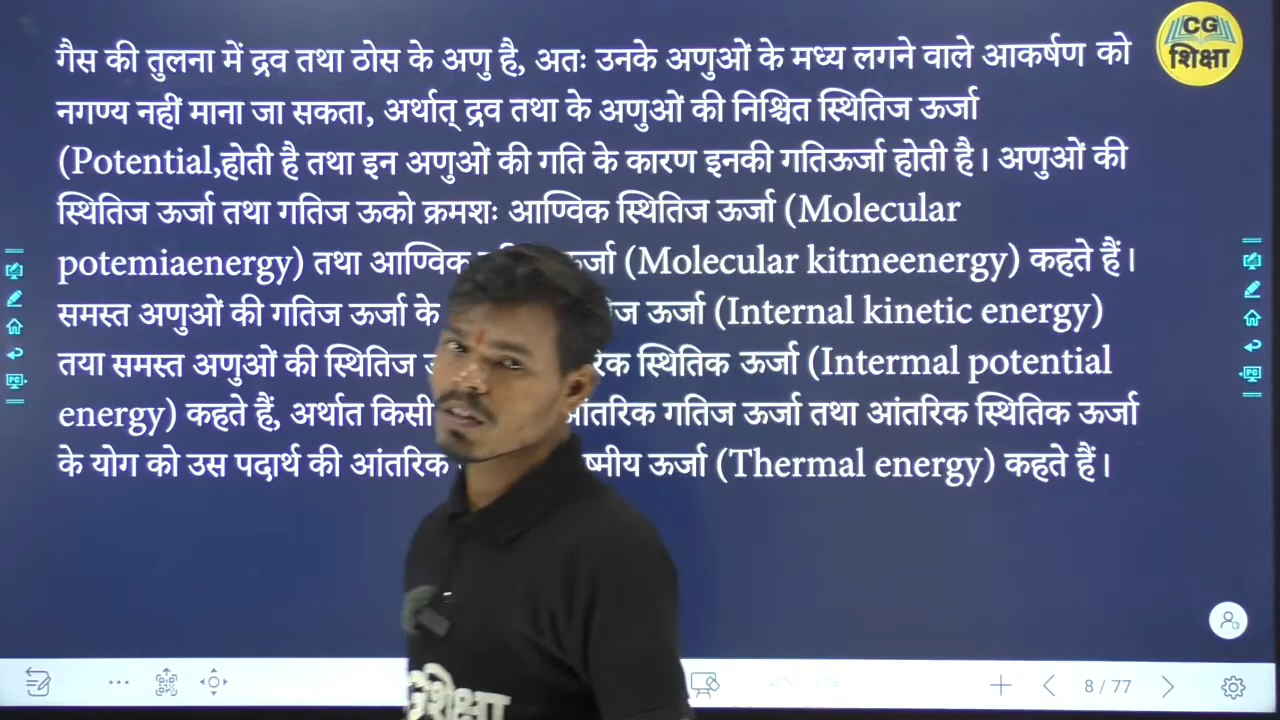 CG
शिक्षा
गैस की तुलना में द्रव तथा ठोस के अणु है, अतः उनके अणुओं के मध्य लगने वाले आकर्षण को
नगण्य नहीं माना जा सकता, अर्थात् द्रव तथा के अणुओं की निश्चित स्थितिज ऊर्जा
(Potential,होती है तथा इन अणुओं की गति के कारण इनकी गतिऊर्जा होती है। अणुओं की
स्थितिज ऊर्जा तथा गतिज ऊको क्रमशः आण्विक स्थितिज ऊर्जा (Molecular
potemiaenergy) तथा आण्विक (Molecular kitmeenergy) कहते हैं।
समस्त अणुओं की गतिज ऊर्जा के ऊर्जा (Internal kinetic energy)
तया समस्त अणुओं की स्थितिज स्थितिक ऊर्जा (Intermal potential
energy) कहते हैं, अर्थात किसी आंतरिक गतिज ऊर्जा तथा आंतरिक स्थितिक ऊर्जा
के योग को उस पदार्थ की आंतरिक ऊर्जा (Thermal energy) कहते हैं।
PC
PC
8 / 77
शिक्षा